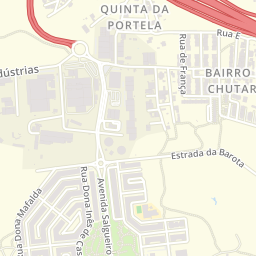 QUINTA DA
PORTELA
Rua E
Rua de França
dústrias
BAIRRO
CHUTAR
Estrada da Barota
Dona Mafalda
Rua Dona Inês de Cas
Avenida Salgueiro